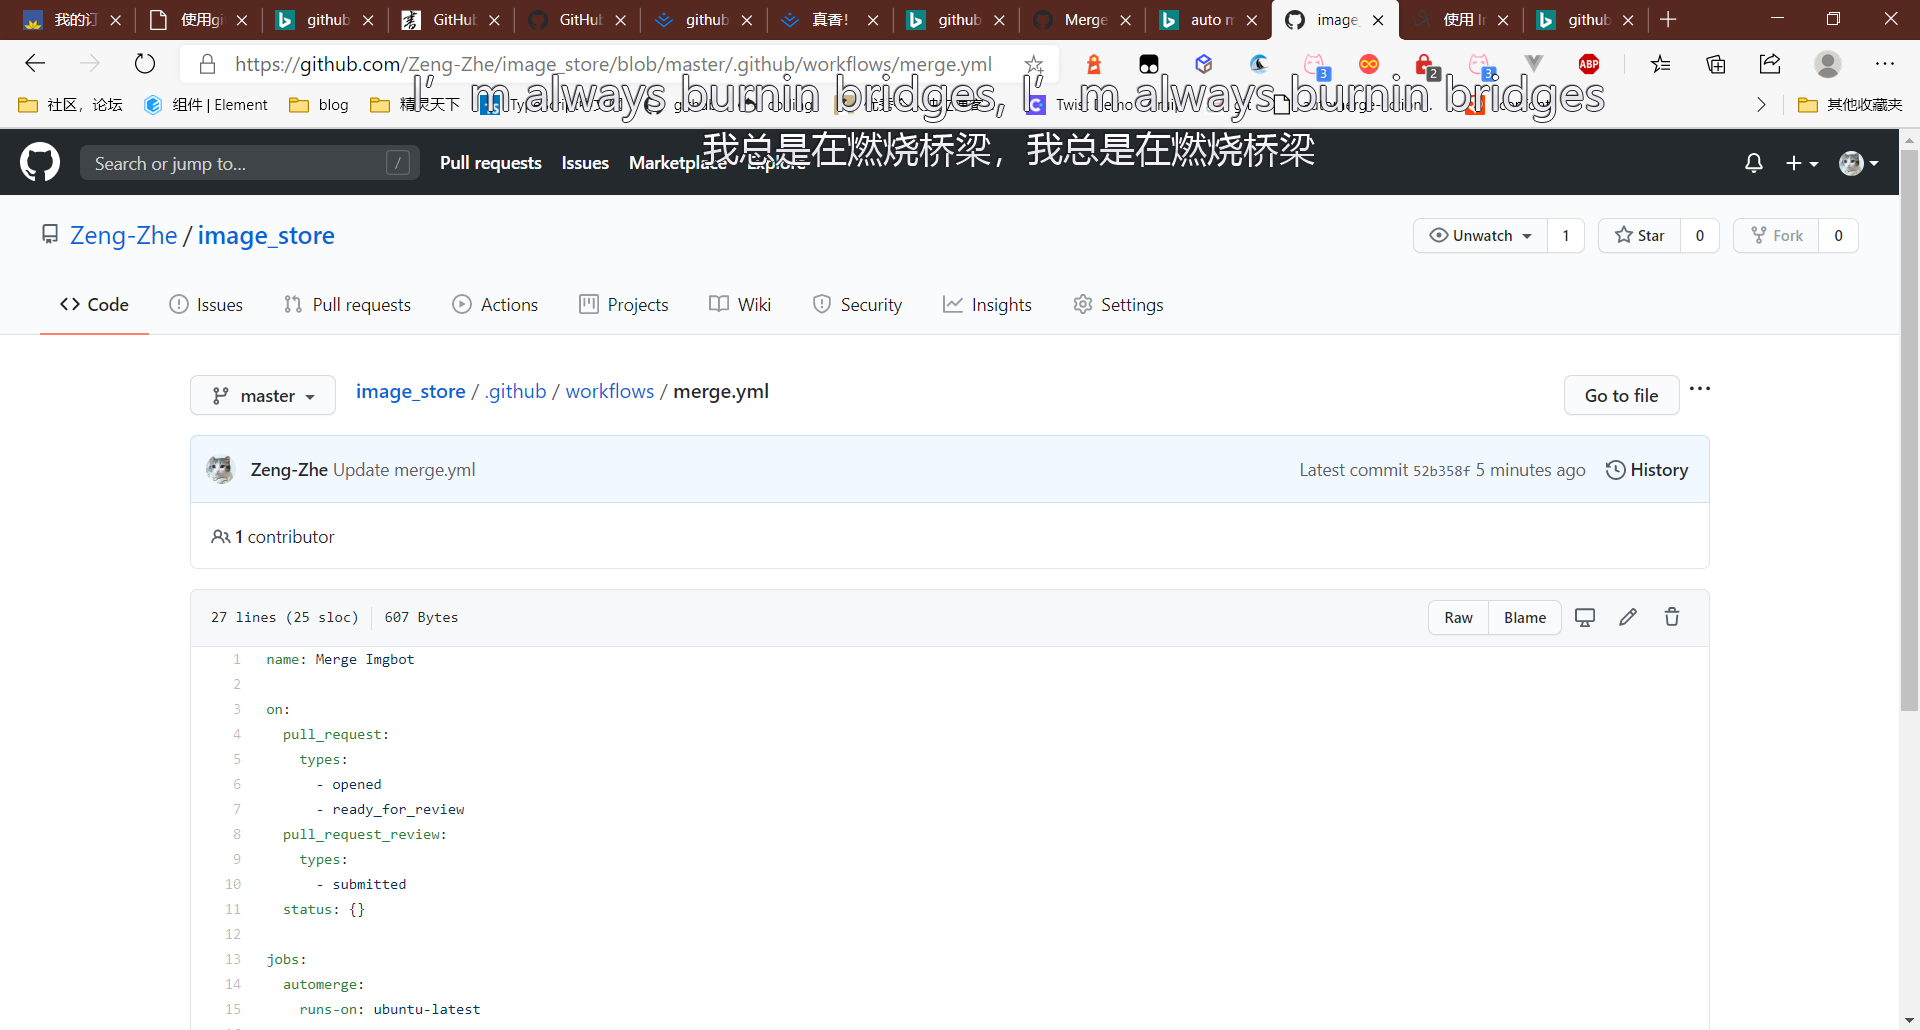 我的订
使用gi
github
GitHub
GitHub
github
真香!
github
Merge
auto m
image_
使用 In
github
https://github.com/Zeng-Zhe/image_store/blob/master/.github/workflows/merge.yml
3
2
3
ABP
I’m always burnin bridges, I’m always burnin bridges
我总是在燃烧桥梁，我总是在燃烧桥梁
社区，论坛
组件 | Element
blog
精灵天下
其他收藏夹
Search or jump to...
/
Pull requests
Issues
Marketplace
Explore
Zeng-Zhe / image_store
Unwatch 1
Star 0
Fork 0
Code
Issues
Pull requests
Actions
Projects
Wiki
Security
Insights
Settings
master
image_store / .github / workflows / merge.yml
Go to file
Zeng-Zhe Update merge.yml
Latest commit 52b358f 5 minutes ago
History
1 contributor
27 lines (25 sloc) 607 Bytes
Raw
Blame
1 name: Merge Imgbot
2
3 on:
4 pull_request:
5 types:
6 - opened
7 - ready_for_review
8 pull_request_review:
9 types:
10 - submitted
11 status: {}
12
13 jobs:
14 automerge:
15 runs-on: ubuntu-latest